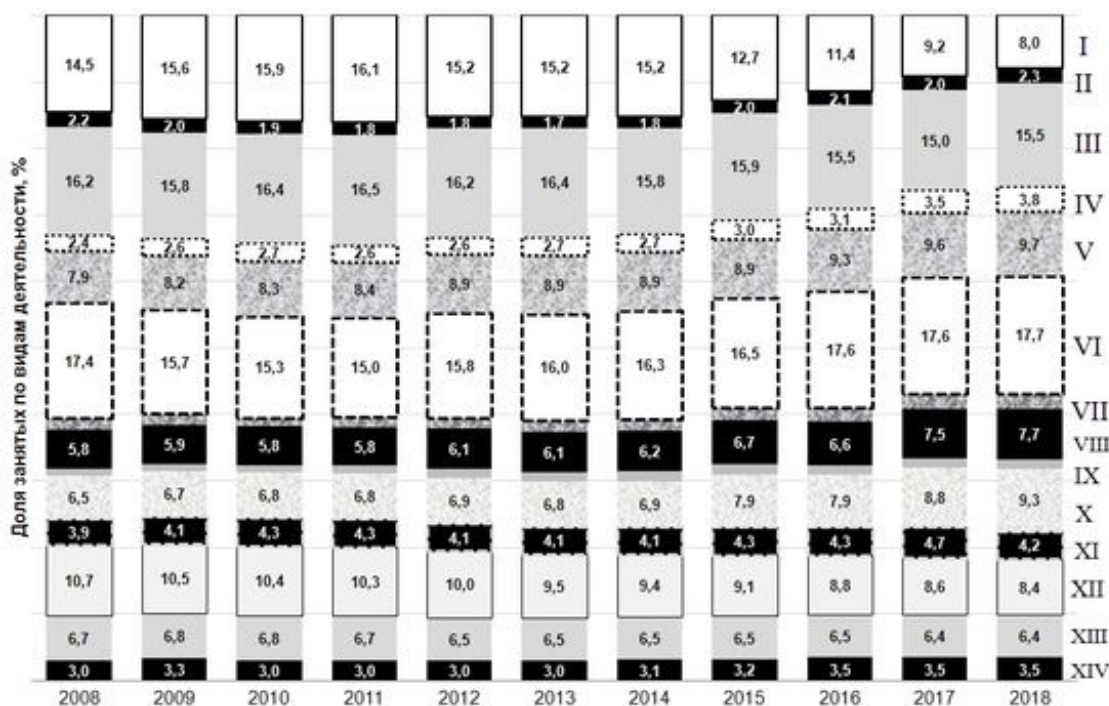 Доля занятых по видам деятельности, %
14,5 15,6 15,9 16,1 15,2 15,2 15,2 12,7 11,4 9,2 8,0 I
2,2 2,0 1,9 1,8 1,8 1,7 1,8 2,0 2,1 2,0 2,3 II
16,2 15,8 16,4 16,5 16,2 16,4 15,8 15,9 15,5 15,0 15,5 III
2,4 2,6 2,7 2,6 2,6 2,7 2,7 3,0 3,1 3,5 3,8 IV
7,9 8,2 8,3 8,4 8,9 8,9 8,9 8,9 9,3 9,6 9,7 V
17,4 15,7 15,3 15,0 15,8 16,0 16,3 16,5 17,6 17,6 17,7 VI
VII
5,8 5,9 5,8 5,8 6,1 6,1 6,2 6,7 6,6 7,5 7,7 VIII
IX
6,5 6,7 6,8 6,8 6,9 6,8 6,9 7,9 7,9 8,8 9,3 X
3,9 4,1 4,3 4,3 4,1 4,1 4,1 4,3 4,3 4,7 4,2 XI
10,7 10,5 10,4 10,3 10,0 9,5 9,4 9,1 8,8 8,6 8,4 XII
6,7 6,8 6,8 6,7 6,5 6,5 6,5 6,5 6,5 6,4 6,4 XIII
3,0 3,3 3,0 3,0 3,0 3,0 3,1 3,2 3,5 3,5 3,5 XIV
2008 2009 2010 2011 2012 2013 2014 2015 2016 2017 2018